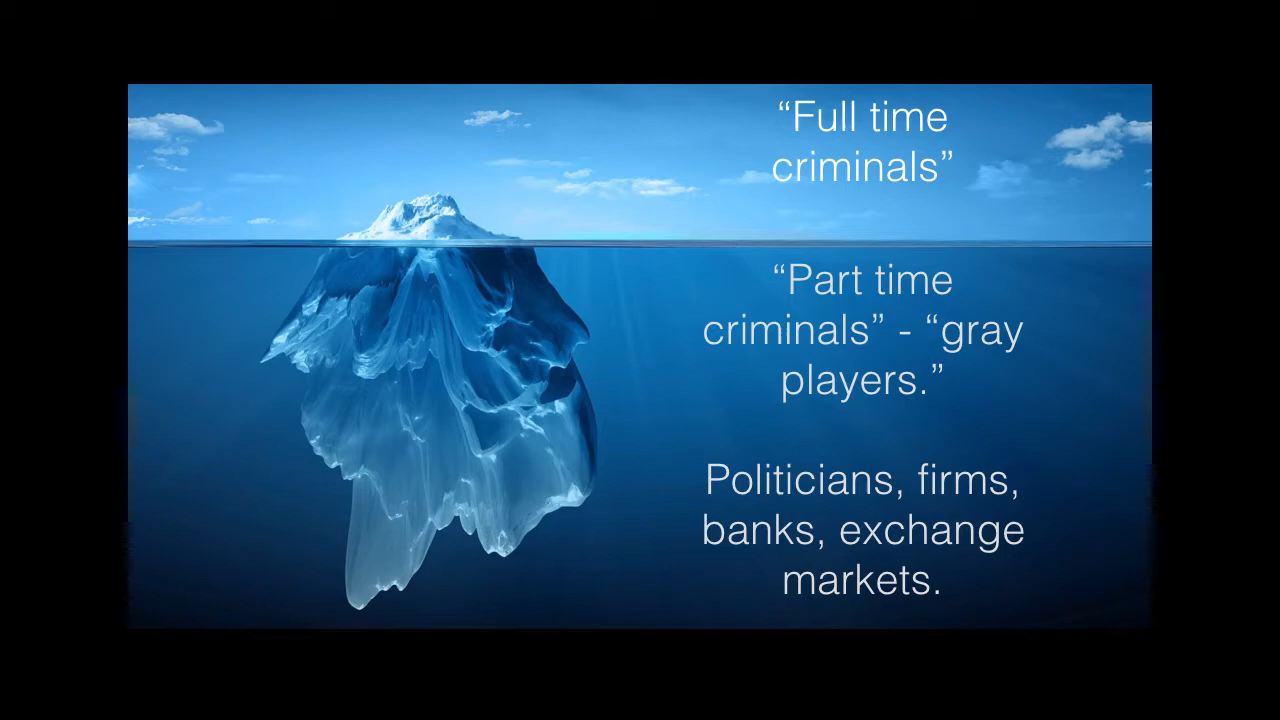 “Full time
criminals”
“Part time
criminals” - “gray
players.”
Politicians, firms,
banks, exchange
markets.